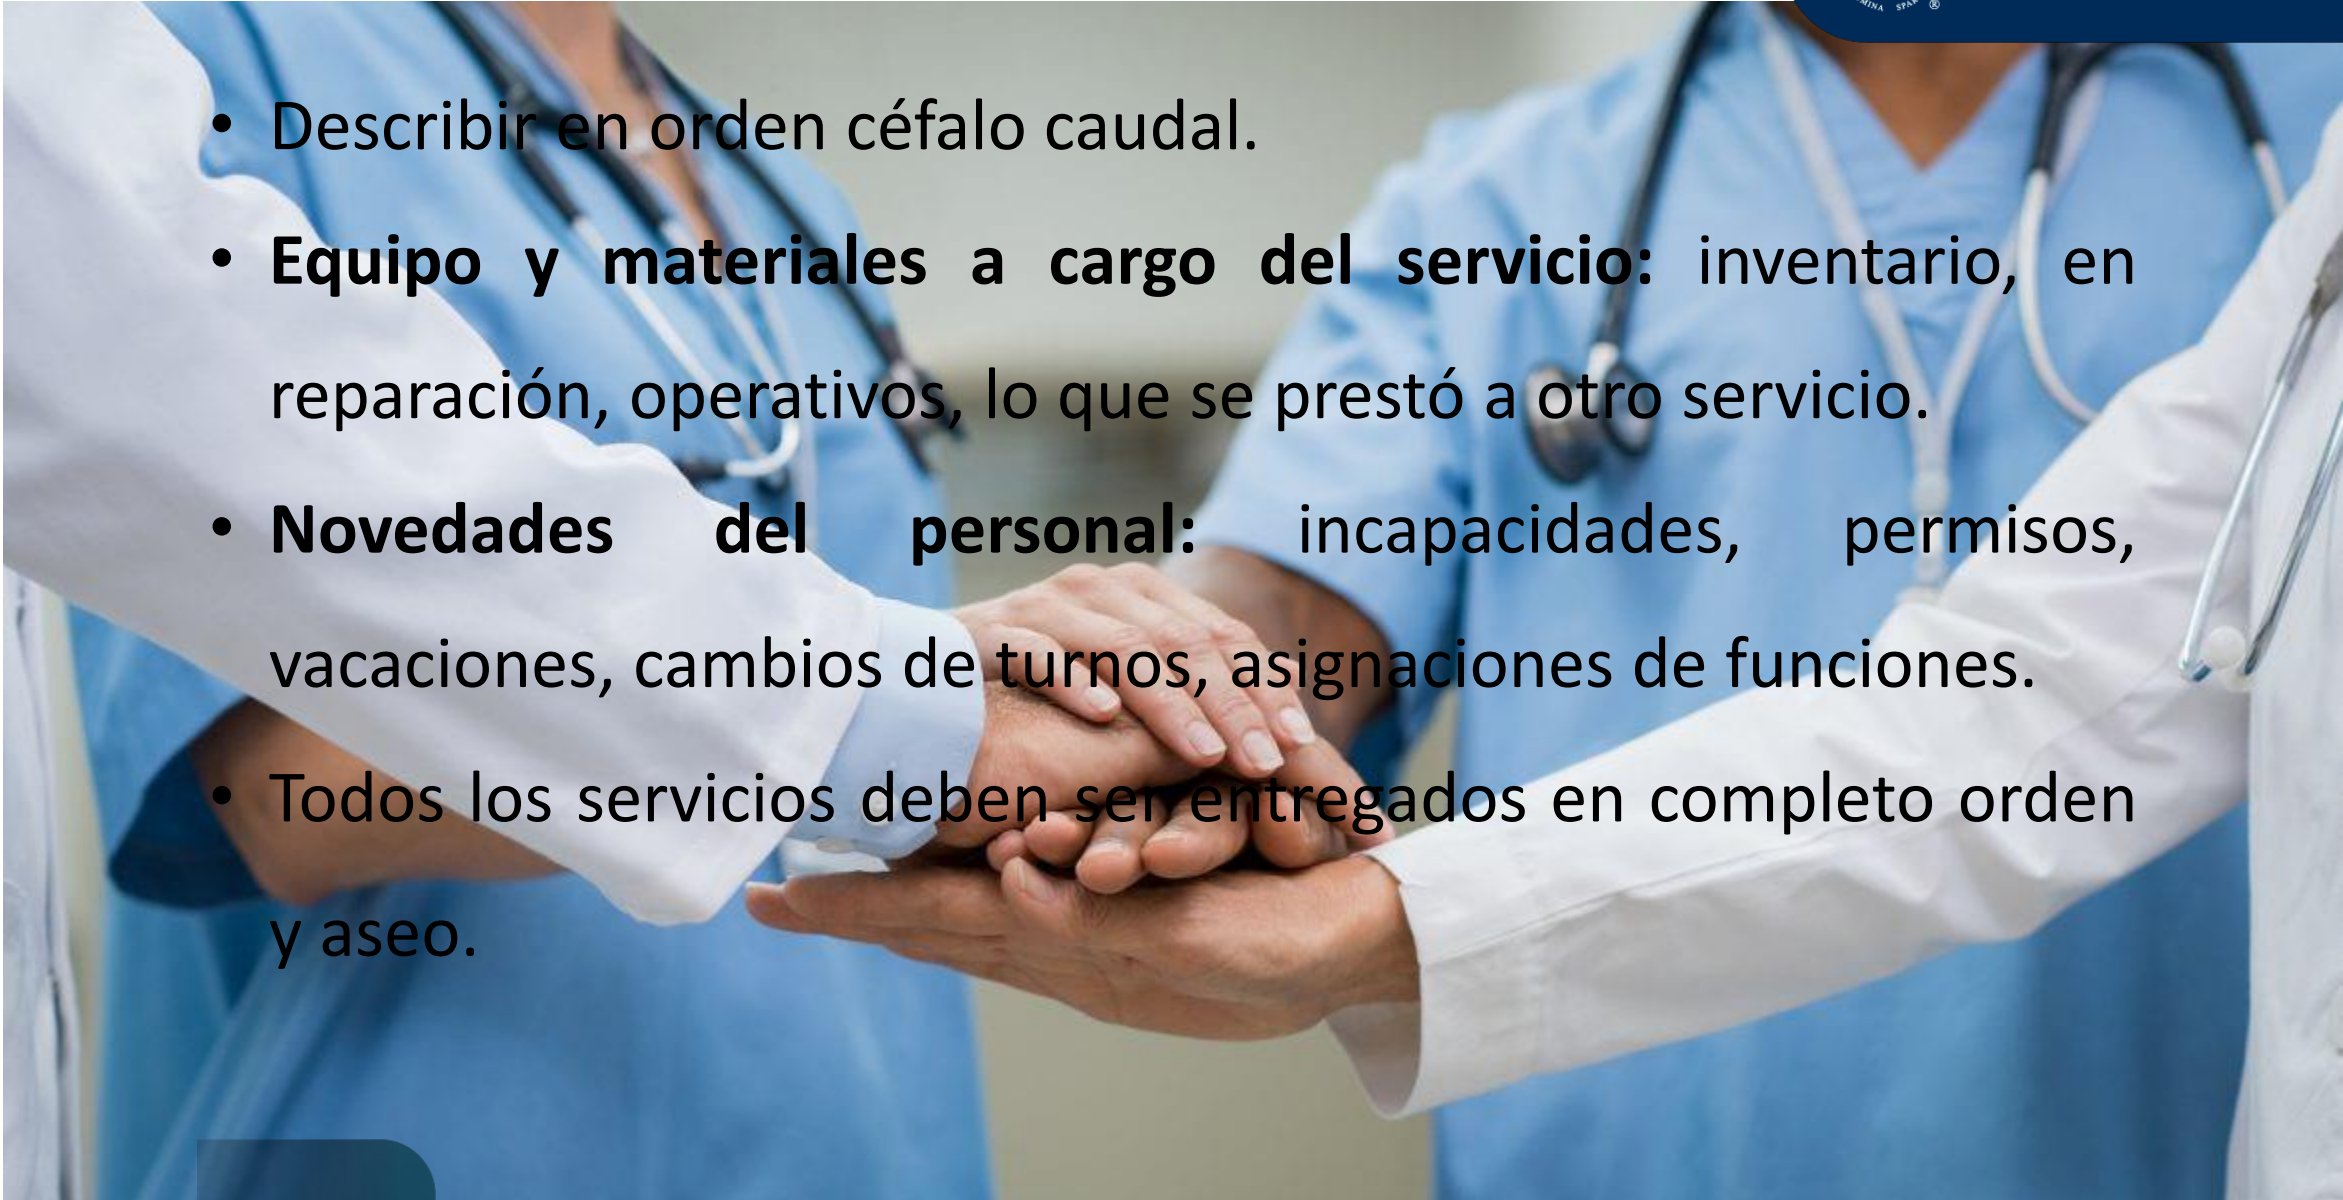 • Describir en orden céfalo caudal.
• Equipo y materiales a cargo del servicio: inventario, en
reparación, operativos, lo que se prestó a otro servicio.
• Novedades del personal: incapacidades, permisos,
vacaciones, cambios de turnos, asignaciones de funciones.
• Todos los servicios deben ser entregados en completo orden
y aseo.